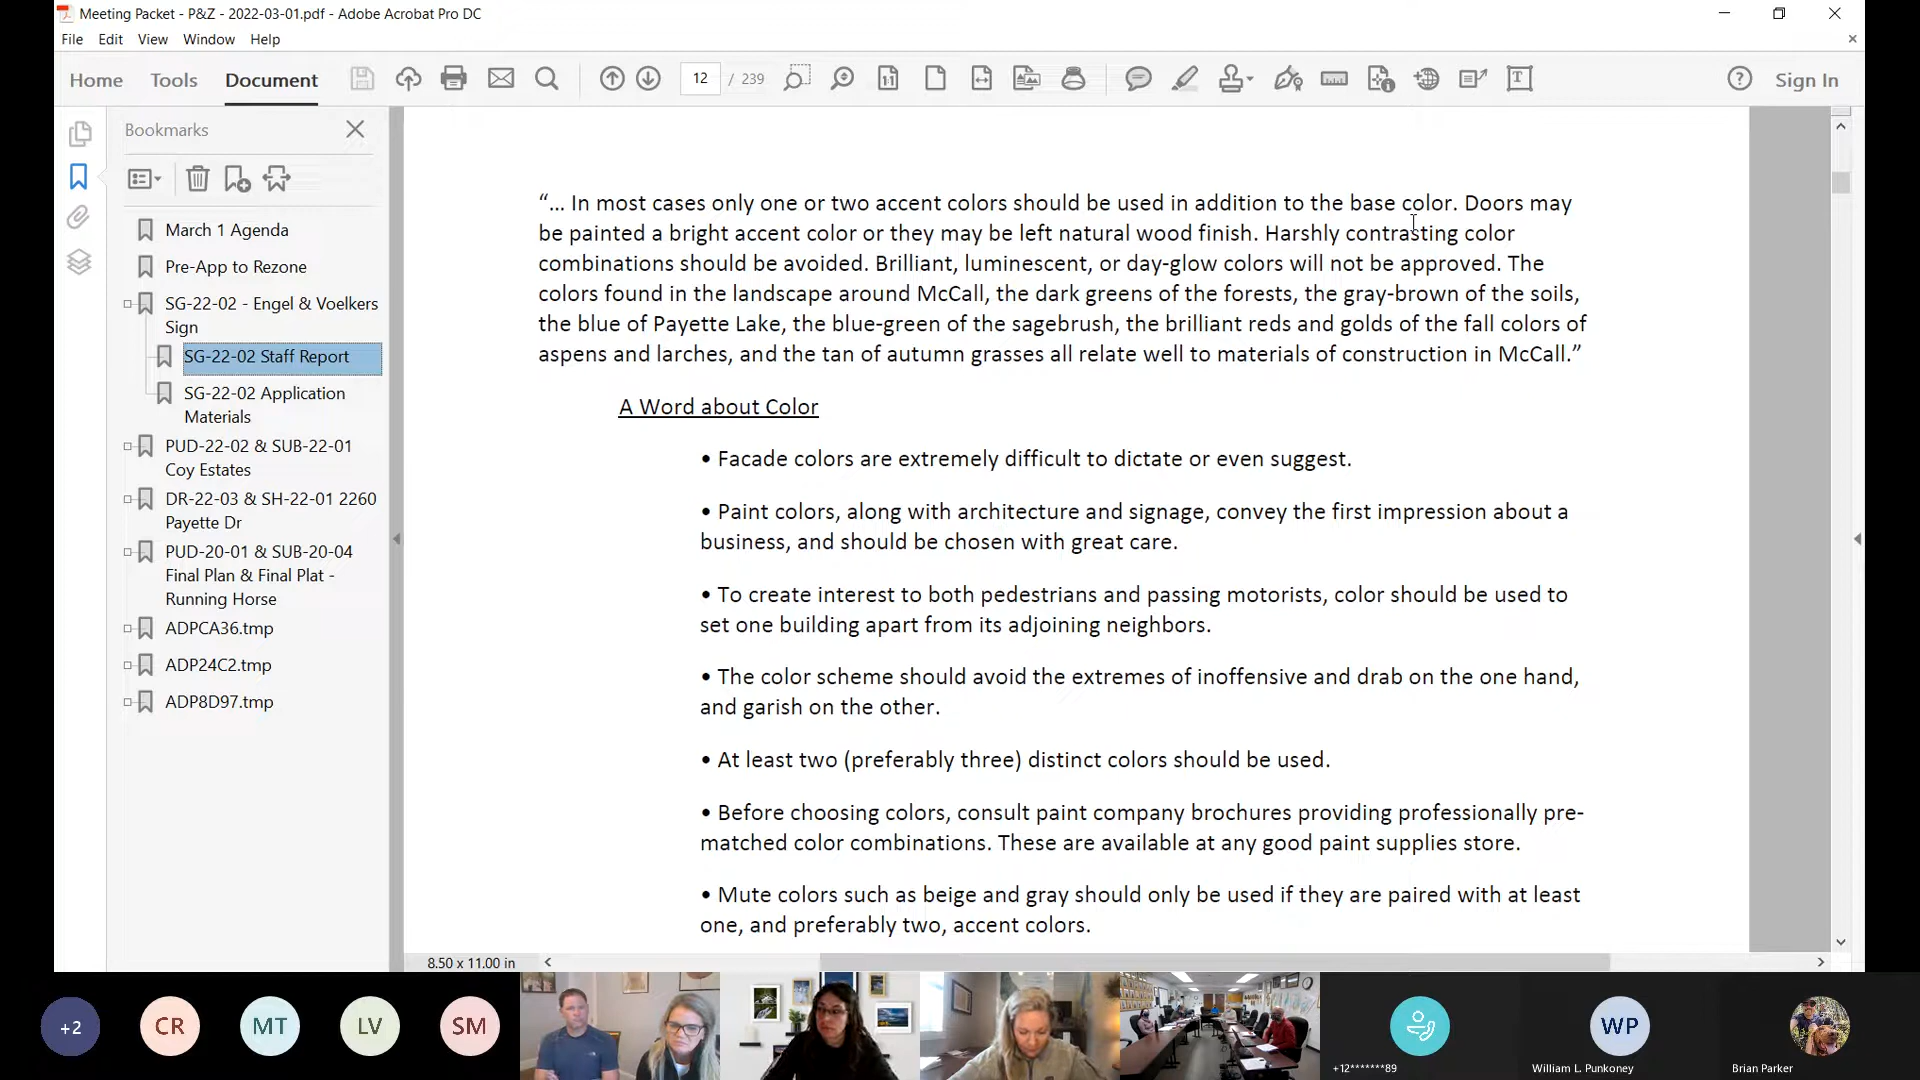 Meeting Packet - P&Z - 2022-03-01.pdf - Adobe Acrobat Pro DC
File Edit View Window Help
Home Tools Document 12 / 239 Sign In
Bookmarks
March 1 Agenda
Pre-App to Rezone
SG-22-02 - Engel & Voelkers
Sign
SG-22-02 Staff Report
SG-22-02 Application
Materials
PUD-22-02 & SUB-22-01
Coy Estates
DR-22-03 & SH-22-01 2260
Payette Dr
PUD-20-01 & SUB-20-04
Final Plan & Final Plat -
Running Horse
ADPCA36.tmp
ADP24C2.tmp
ADP8D97.tmp
“... In most cases only one or two accent colors should be used in addition to the base color. Doors may
be painted a bright accent color or they may be left natural wood finish. Harshly contrasting color
combinations should be avoided. Brilliant, luminescent, or day-glow colors will not be approved. The
colors found in the landscape around McCall, the dark greens of the forests, the gray-brown of the soils,
the blue of Payette Lake, the blue-green of the sagebrush, the brilliant reds and golds of the fall colors of
aspens and larches, and the tan of autumn grasses all relate well to materials of construction in McCall.”
A Word about Color
• Facade colors are extremely difficult to dictate or even suggest.
• Paint colors, along with architecture and signage, convey the first impression about a
business, and should be chosen with great care.
• To create interest to both pedestrians and passing motorists, color should be used to
set one building apart from its adjoining neighbors.
• The color scheme should avoid the extremes of inoffensive and drab on the one hand,
and garish on the other.
• At least two (preferably three) distinct colors should be used.
• Before choosing colors, consult paint company brochures providing professionally pre-
matched color combinations. These are available at any good paint supplies store.
• Mute colors such as beige and gray should only be used if they are paired with at least
one, and preferably two, accent colors.
8.50 x 11.00 in
+2 CR MT LV SM WP
+12*******89 William L. Punkoney Brian Parker